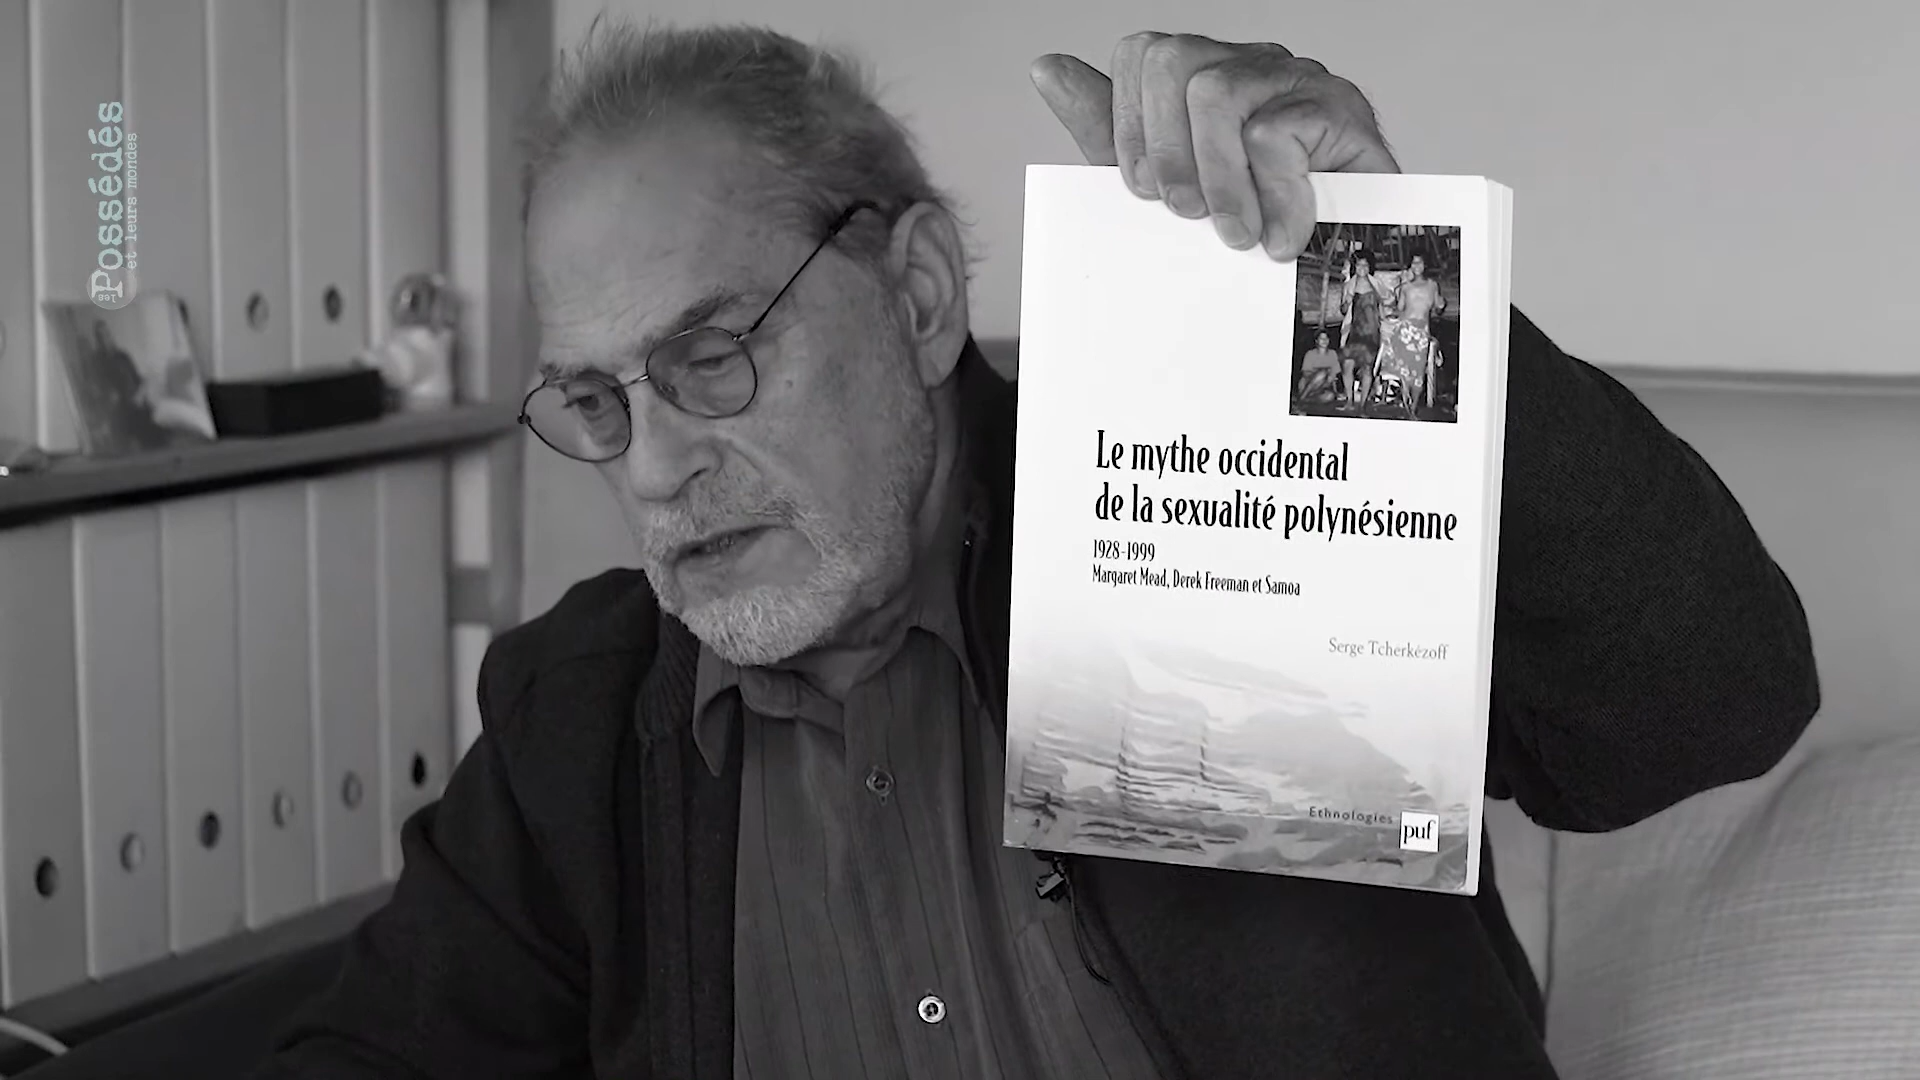 les Possédés
et leurs mondes
Le mythe occidental
de la sexualité polynésienne
1928-1999
Margaret Mead, Derek Freeman et Samoa
Serge Tcherkézoff
Ethnologies
puf